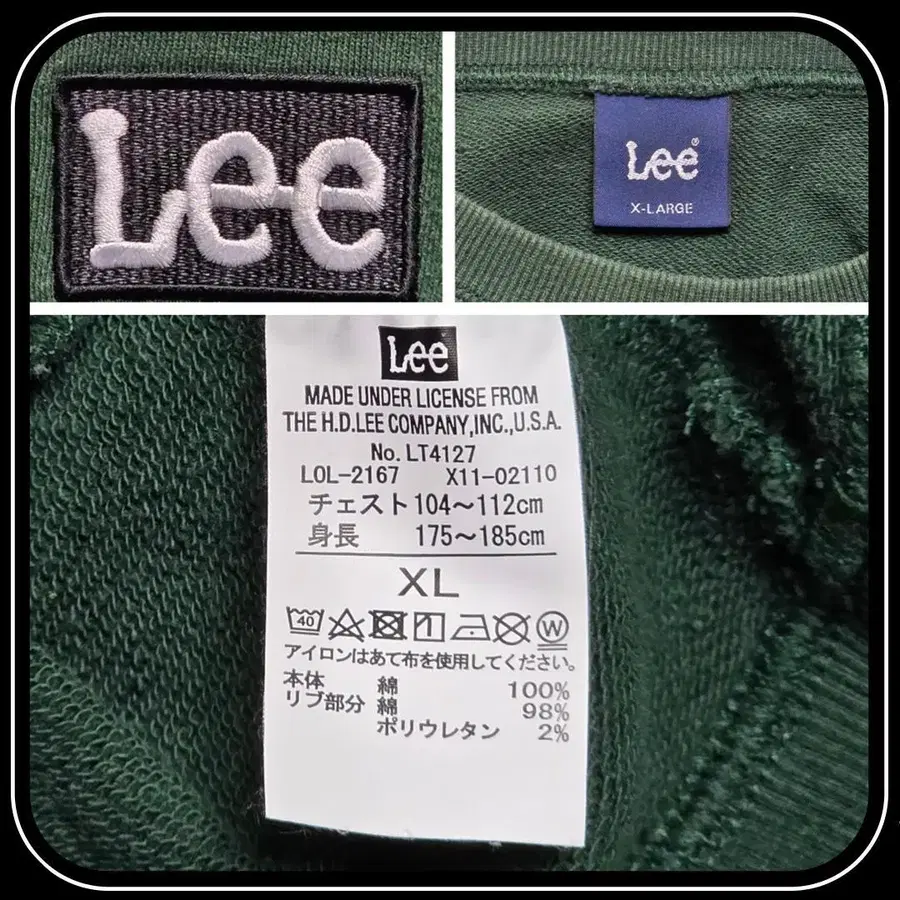 Lee
Lee®
X-LARGE
Lee
MADE UNDER LICENSE FROM
THE H.D.LEE COMPANY,INC.,U.S.A.
No.LT4127
LOL-2167 X11-02110
チェスト 104～112cm
身長 175～185cm
XL
40 W
アイロンはあて布を使用してください。
本体 綿 100%
リブ部分 綿 98%
ポリウレタン 2%